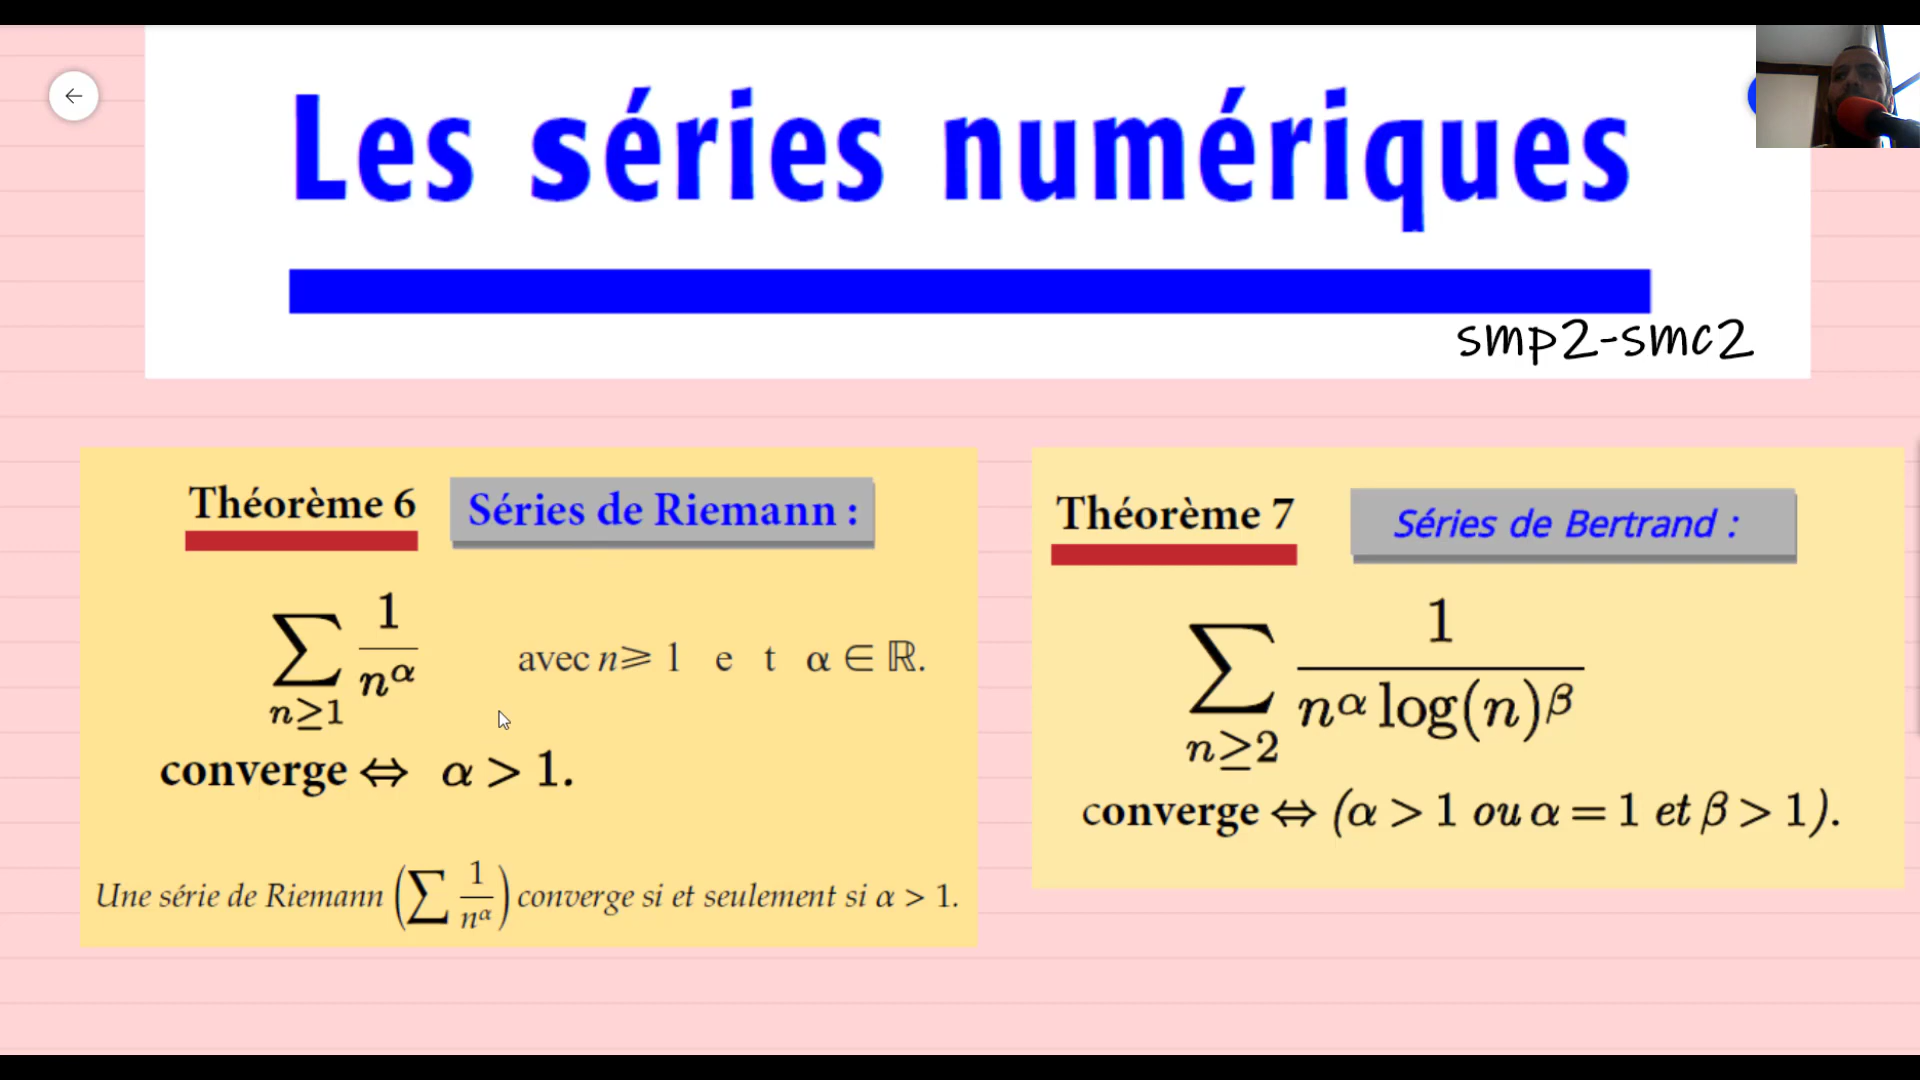 Les séries numériques
smp2-smc2
Théorème 6 Séries de Riemann :
∑_{n≥1} 1/n^α avec n ⩾ 1 e t α ∈ ℝ.
converge ⇔ α > 1.
Une série de Riemann (∑ 1/n^α) converge si et seulement si α > 1.
Théorème 7 Séries de Bertrand :
∑_{n≥2} 1/(n^α log(n)^β)
converge ⇔ (α > 1 ou α = 1 et β > 1).